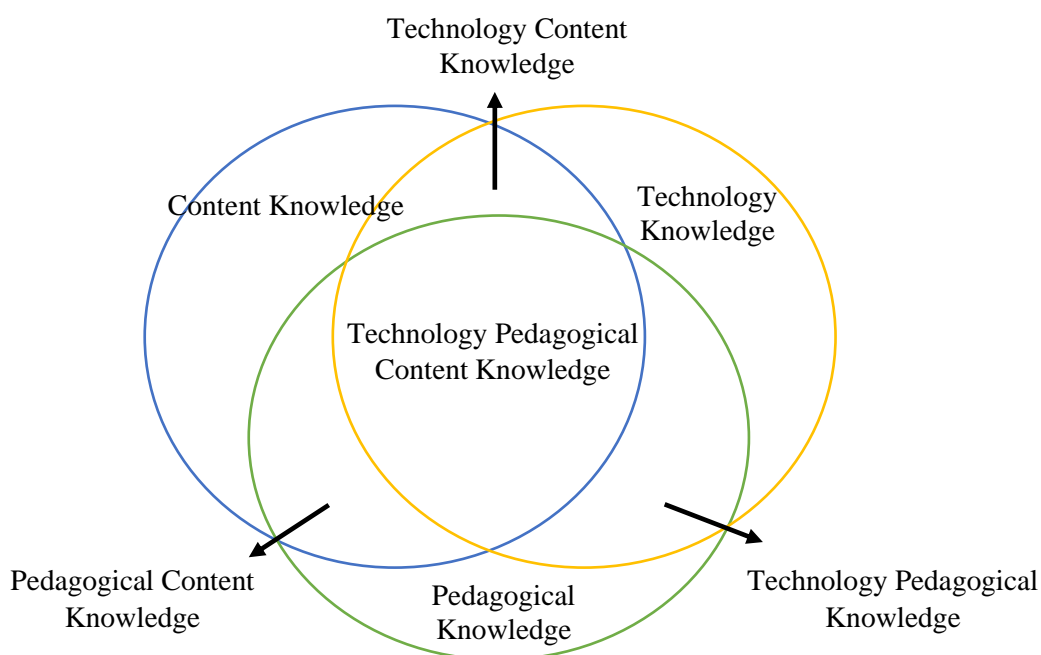 Technology Content
Knowledge
Content Knowledge
Technology
Knowledge
Technology Pedagogical
Content Knowledge
Pedagogical Content
Knowledge
Pedagogical
Knowledge
Technology Pedagogical
Knowledge